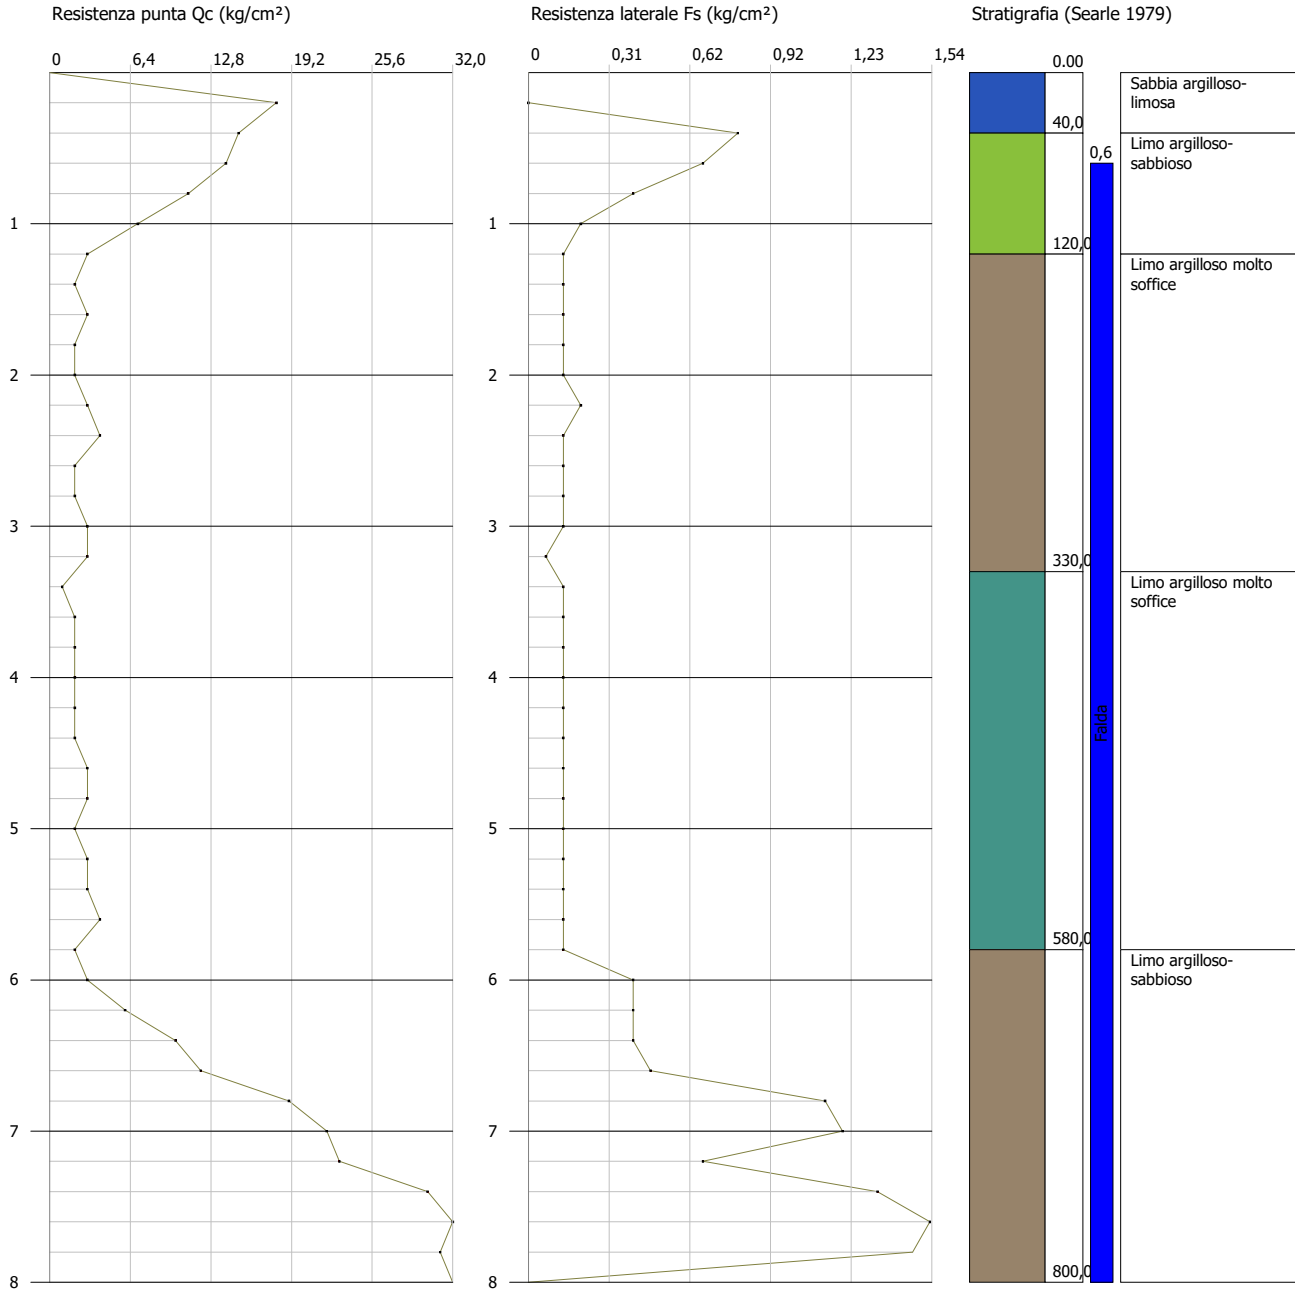 Resistenza punta Qc (kg/cm²)
Resistenza laterale Fs (kg/cm²)
Stratigrafia (Searle 1979)
0 6,4 12,8 19,2 25,6 32,0
0 0,31 0,62 0,92 1,23 1,54
0.00
Sabbia argilloso-
limosa
40,0
Limo argilloso-
sabbioso
0,6
1 1
120,0
Limo argilloso molto
soffice
2 2
3 3
330,0
Limo argilloso molto
soffice
4 4
Falda
5 5
580,0
Limo argilloso-
sabbioso
6 6
7 7
8 8
800,0